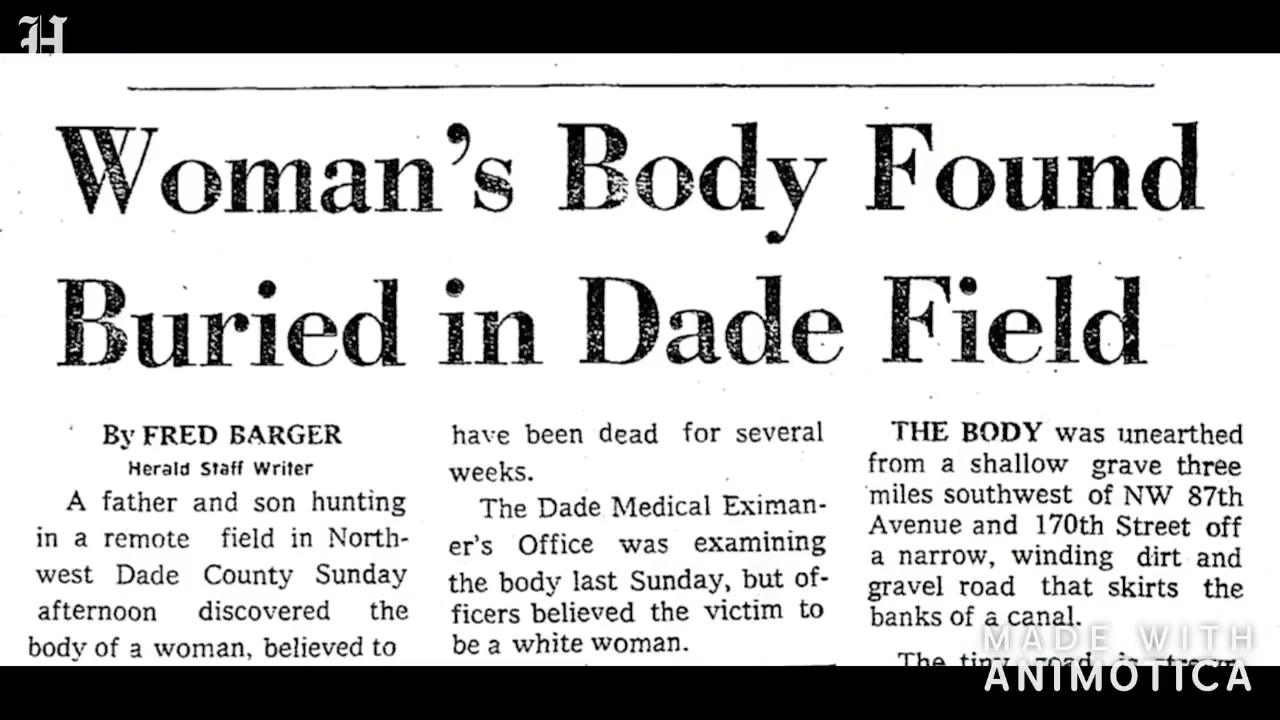 H
Woman's Body Found
Buried in Dade Field
By FRED BARGER
Herald Staff Writer
A father and son hunting
in a remote field in North-
west Dade County Sunday
afternoon discovered the
body of a woman, believed to
have been dead for several
weeks.
The Dade Medical Eximan-
er's Office was examining
the body last Sunday, but of-
ficers believed the victim to
be a white woman.
THE BODY was unearthed
from a shallow grave three
miles southwest of NW 87th
Avenue and 170th Street off
a narrow, winding dirt and
gravel road that skirts the
banks of a canal.
The tiny road is
MADE WITH
ANIMOTICA